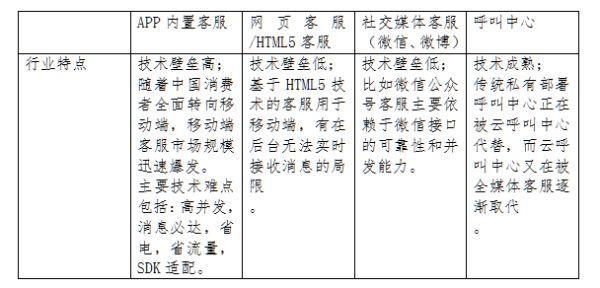 APP 内置客服
网页客服
/HTML5 客服
社交媒体客服
（微信、微博）
呼叫中心
行业特点
技术壁垒高；
随着中国消费
者全面转向移
动端，移动端
客服市场规模
迅速爆发。
主要技术难点
包括：高并发，
消息必达，省
电，省流量，
SDK 适配。
技术壁垒低；
基于 HTML5 技
术的客服用于
移动端，有在
后台无法实时
接收消息的局
限
。
技术壁垒低；
比如微信公众
号客服主要依
赖于微信接口
的可靠性和并
发能力。
技术成熟；
传统私有部署
呼叫中心正在
被云呼叫中心
代替，而云呼
叫中心又在被
全媒体客服逐
渐取代
。